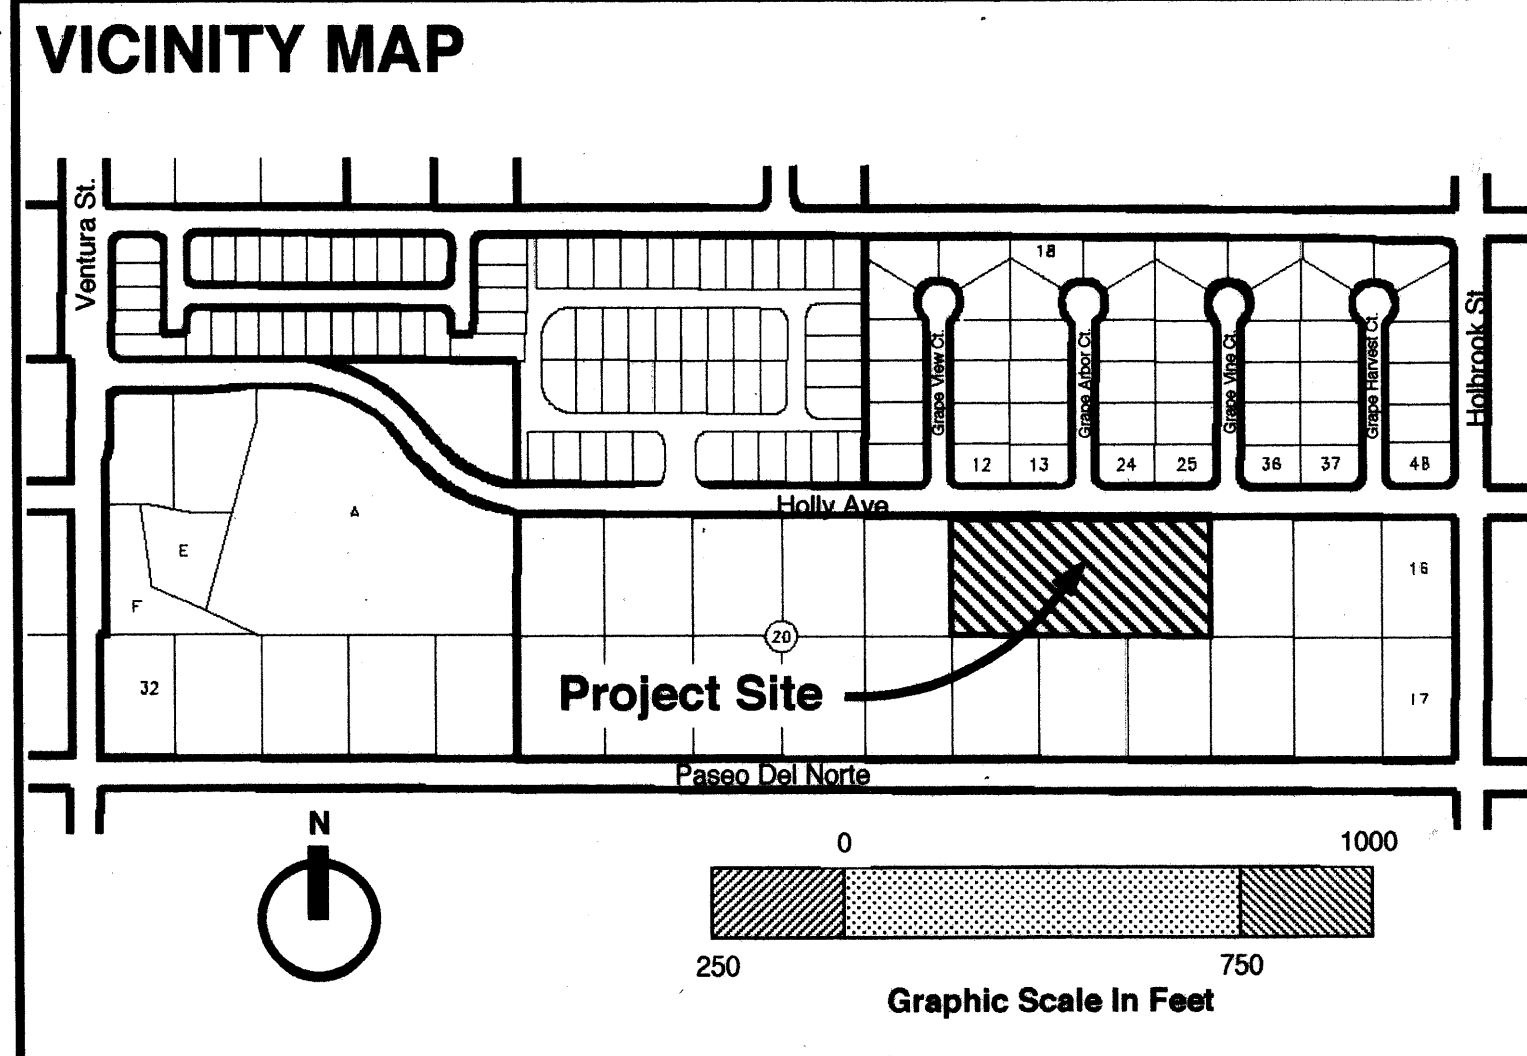 VICINITY MAP
Ventura St.
18
Grape View Ct.
Grape Arbor Ct.
Grape Vine Ct.
Grape Harvest Ct.
Holbrook St
12
13
24
25
36
37
48
Holly Ave
A
E
F
16
20
32
Project Site
17
Paseo Del Norte
N
0
1000
250
750
Graphic Scale In Feet